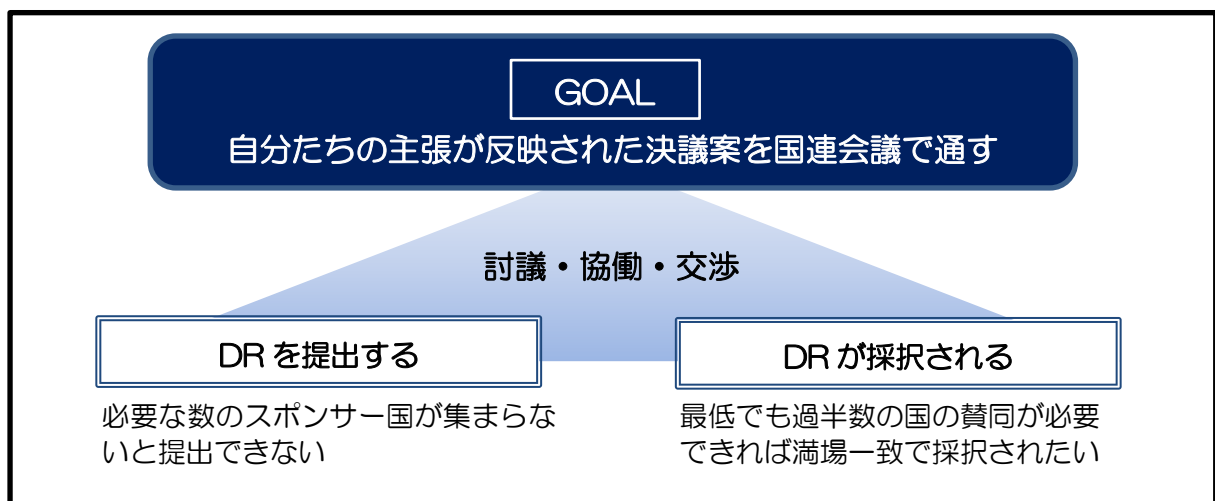 GOAL
自分たちの主張が反映された決議案を国連会議で通す
討議・協働・交渉
DR を提出する
必要な数のスポンサー国が集まらな
いと提出できない
DR が採択される
最低でも過半数の国の賛同が必要
できれば満場一致で採択されたい